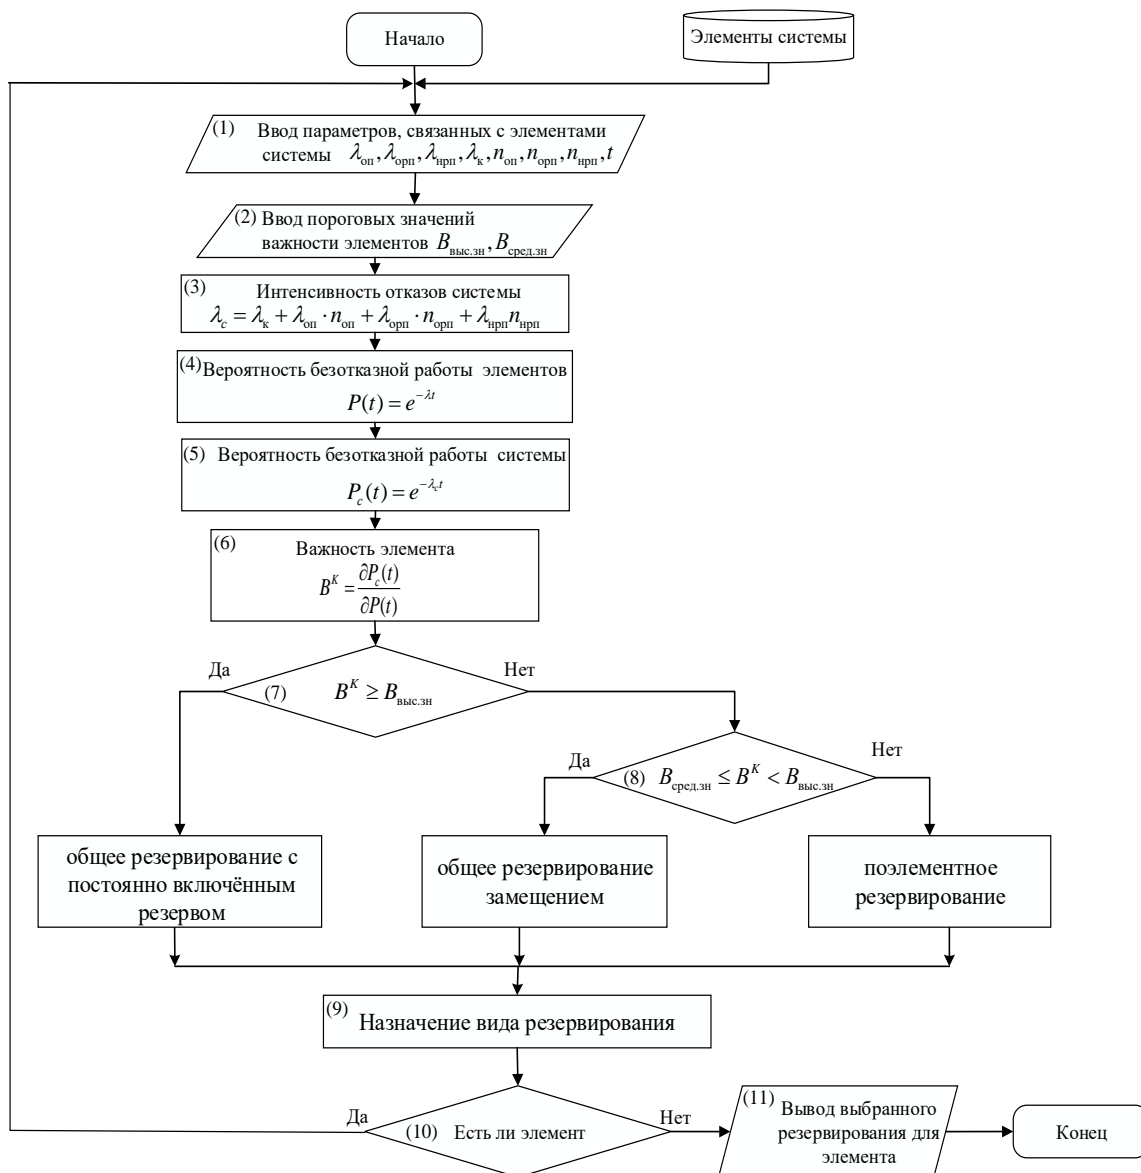 Начало
Элементы системы
(1) Ввод параметров, связанных с элементами
системы λоп, λорп, λнрп, λк, nоп, nорп, nнрп, t
(2) Ввод пороговых значений
важности элементов Bвыс.зн, Bсред.зн
(3) Интенсивность отказов системы
λc = λк + λоп · nоп + λорп · nорп + λнрп nнрп
(4) Вероятность безотказной работы элементов
P(t) = e^{-λt}
(5) Вероятность безотказной работы системы
Pc(t) = e^{-λct}
(6) Важность элемента
B^K = ∂Pc(t)/∂P(t)
Да
Нет
(7) B^K ≥ Bвыс.зн
Да
Нет
(8) Bсред.зн ≤ B^K < Bвыс.зн
общее резервирование с
постоянно включённым
резервом
общее резервирование
замещением
поэлементное
резервирование
(9) Назначение вида резервирования
Да
(10) Есть ли элемент
Нет
(11) Вывод выбранного
резервирования для
элемента
Конец